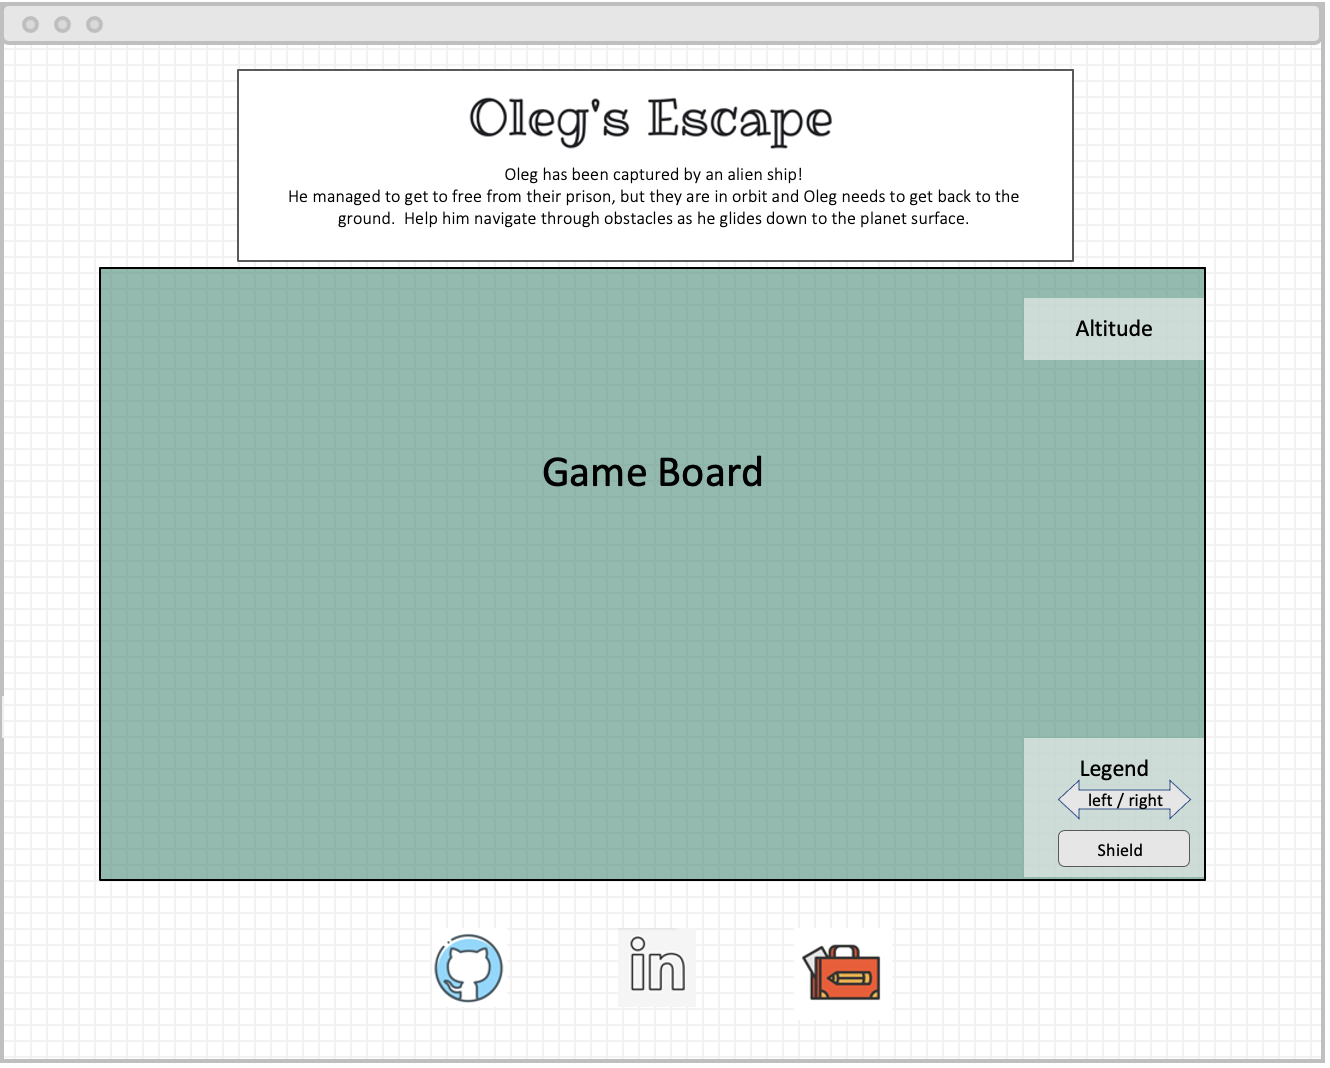 Oleg's Escape
Oleg has been captured by an alien ship!
He managed to get to free from their prison, but they are in orbit and Oleg needs to get back to the
ground.  Help him navigate through obstacles as he glides down to the planet surface.
Altitude
Game Board
Legend
left / right
Shield
in